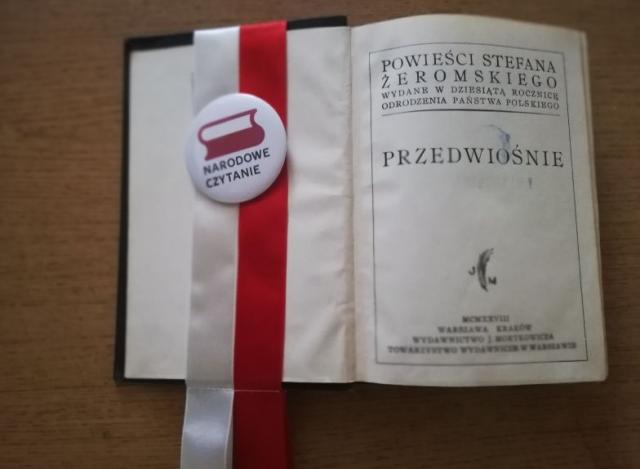 NARODOWE
CZYTANIE
POWIEŚCI STEFANA
ŻEROMSKIEGO
WYDANE W DZIESIĄTĄ ROCZNICĘ
ODRODZENIA PAŃSTWA POLSKIEGO
PRZEDWIOŚNIE
J M
MCMXXVIII
WARSZAWA KRAKÓW
WYDAWNICTWO J. MORTKOWICZA
TOWARZYSTWO WYDAWNICZE W WARSZAWIE